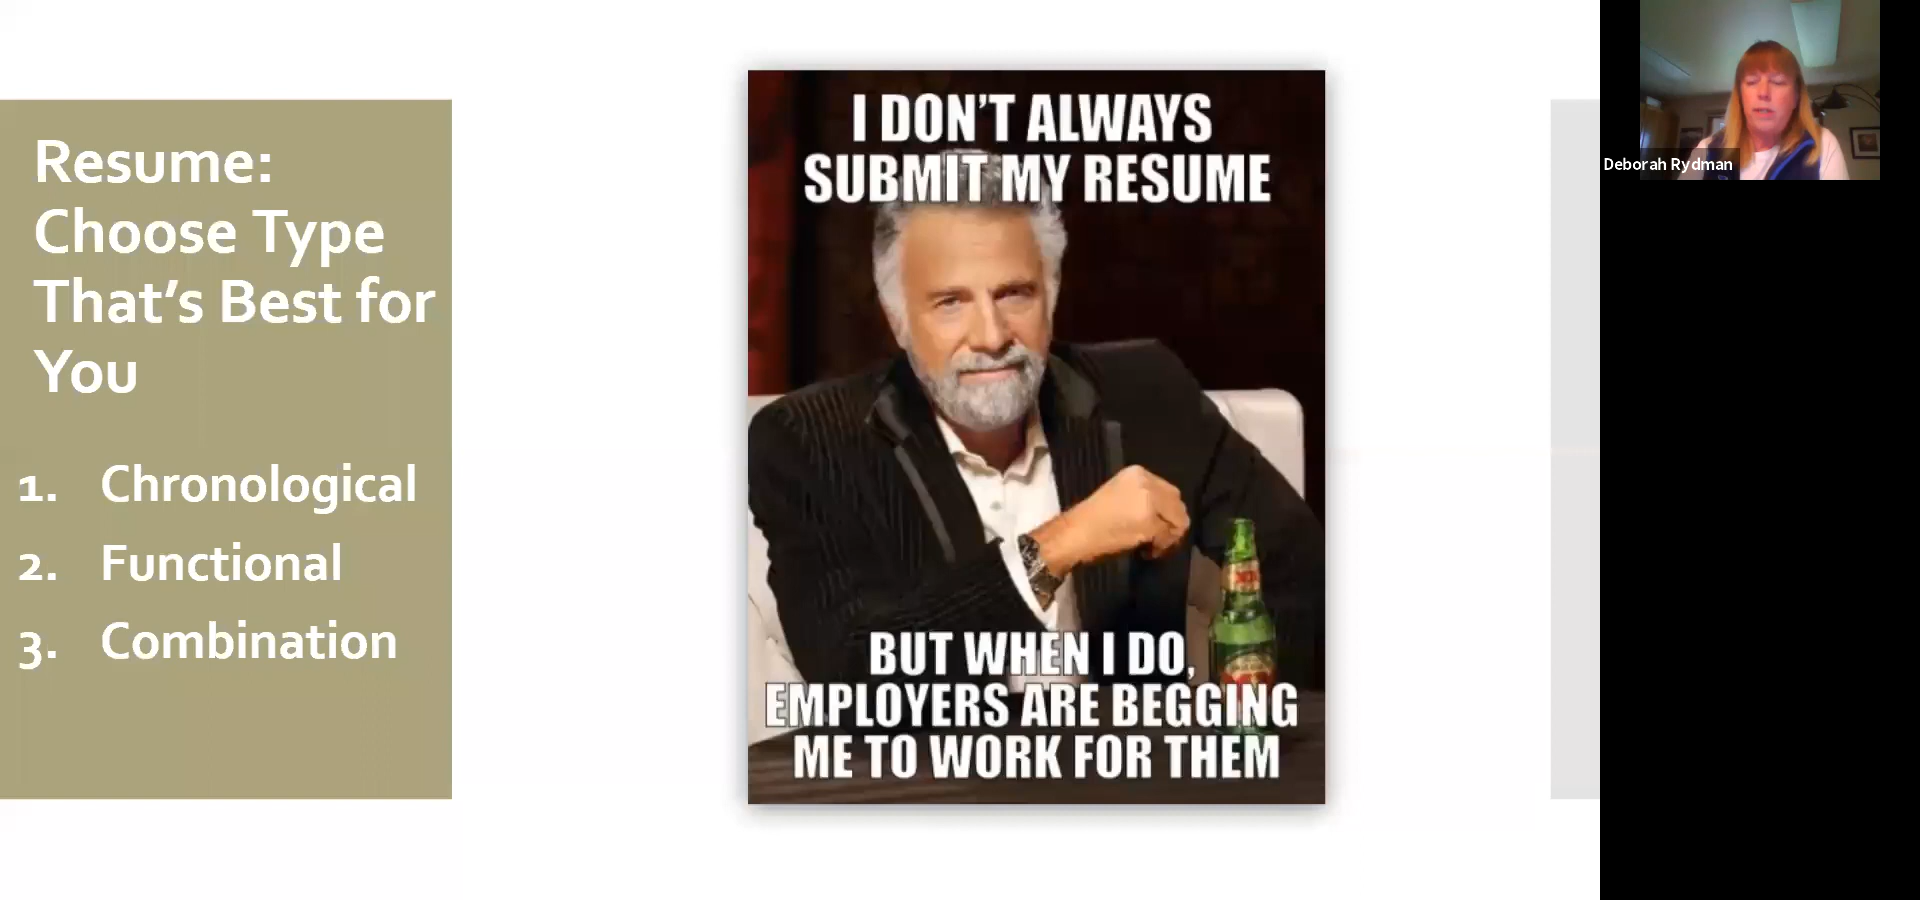 Resume:
Choose Type
That's Best for
You
1. Chronological
2. Functional
3. Combination
I DON'T ALWAYS
SUBMIT MY RESUME
XX
BUT WHEN I DO,
EMPLOYERS ARE BEGGING
ME TO WORK FOR THEM
Deborah Rydman